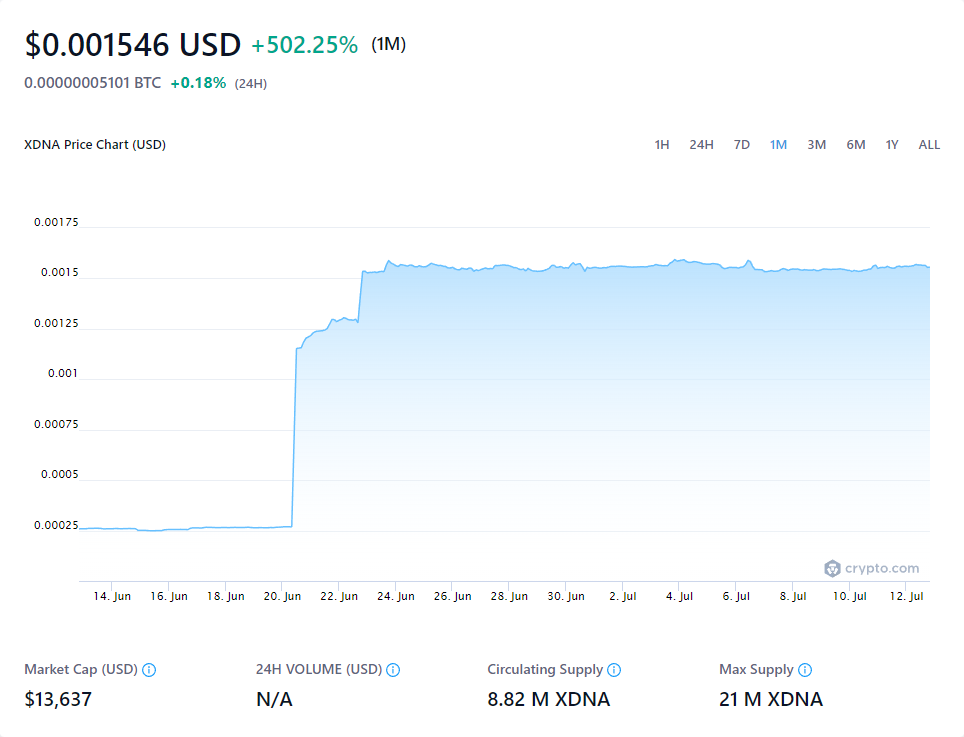 $0.001546 USD +502.25% (1M)
0.00000005101 BTC +0.18% (24H)
XDNA Price Chart (USD) 1H 24H 7D 1M 3M 6M 1Y ALL
0.00175
0.0015
0.00125
0.001
0.00075
0.0005
0.00025
crypto.com
14. Jun 16. Jun 18. Jun 20. Jun 22. Jun 24. Jun 26. Jun 28. Jun 30. Jun 2. Jul 4. Jul 6. Jul 8. Jul 10. Jul 12. Jul
Market Cap (USD) 24H VOLUME (USD) Circulating Supply Max Supply
$13,637 N/A 8.82 M XDNA 21 M XDNA